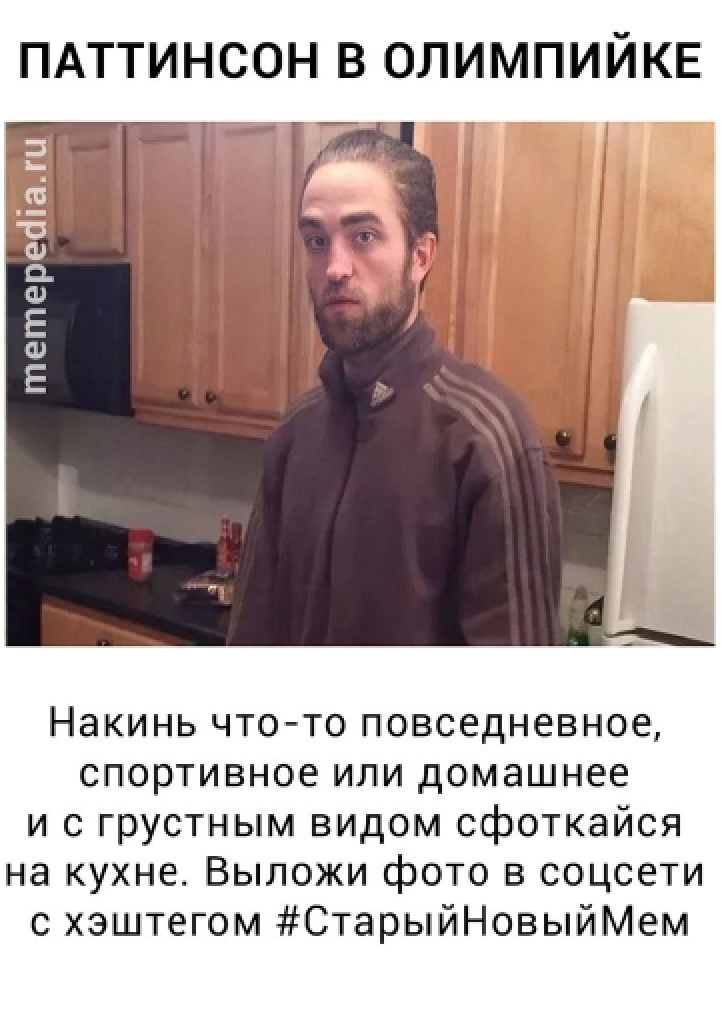 ПАТТИНСОН В ОЛИМПИЙКЕ
memepedia.ru
Накинь что-то повседневное,
спортивное или домашнее
и с грустным видом сфоткайся
на кухне. Выложи фото в соцсети
с хэштегом #СтарыйНовыйМем